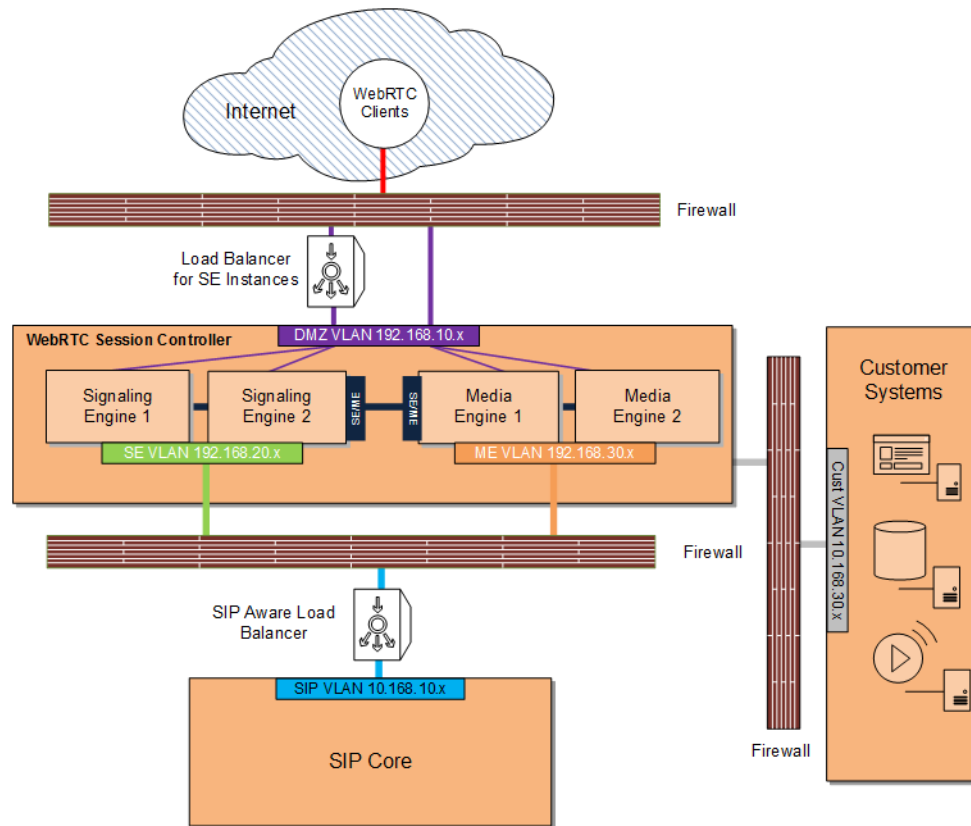 WebRTC
Clients
Internet
Firewall
Load Balancer
for SE Instances
DMZ VLAN 192.168.10.x
WebRTC Session Controller
Signaling
Engine 1
Signaling
Engine 2
SE/ME
SE/ME
Media
Engine 1
Media
Engine 2
SE VLAN 192.168.20.x
ME VLAN 192.168.30.x
Customer
Systems
Cust VLAN 10.168.30.x
Firewall
SIP Aware Load
Balancer
SIP VLAN 10.168.10.x
SIP Core
Firewall